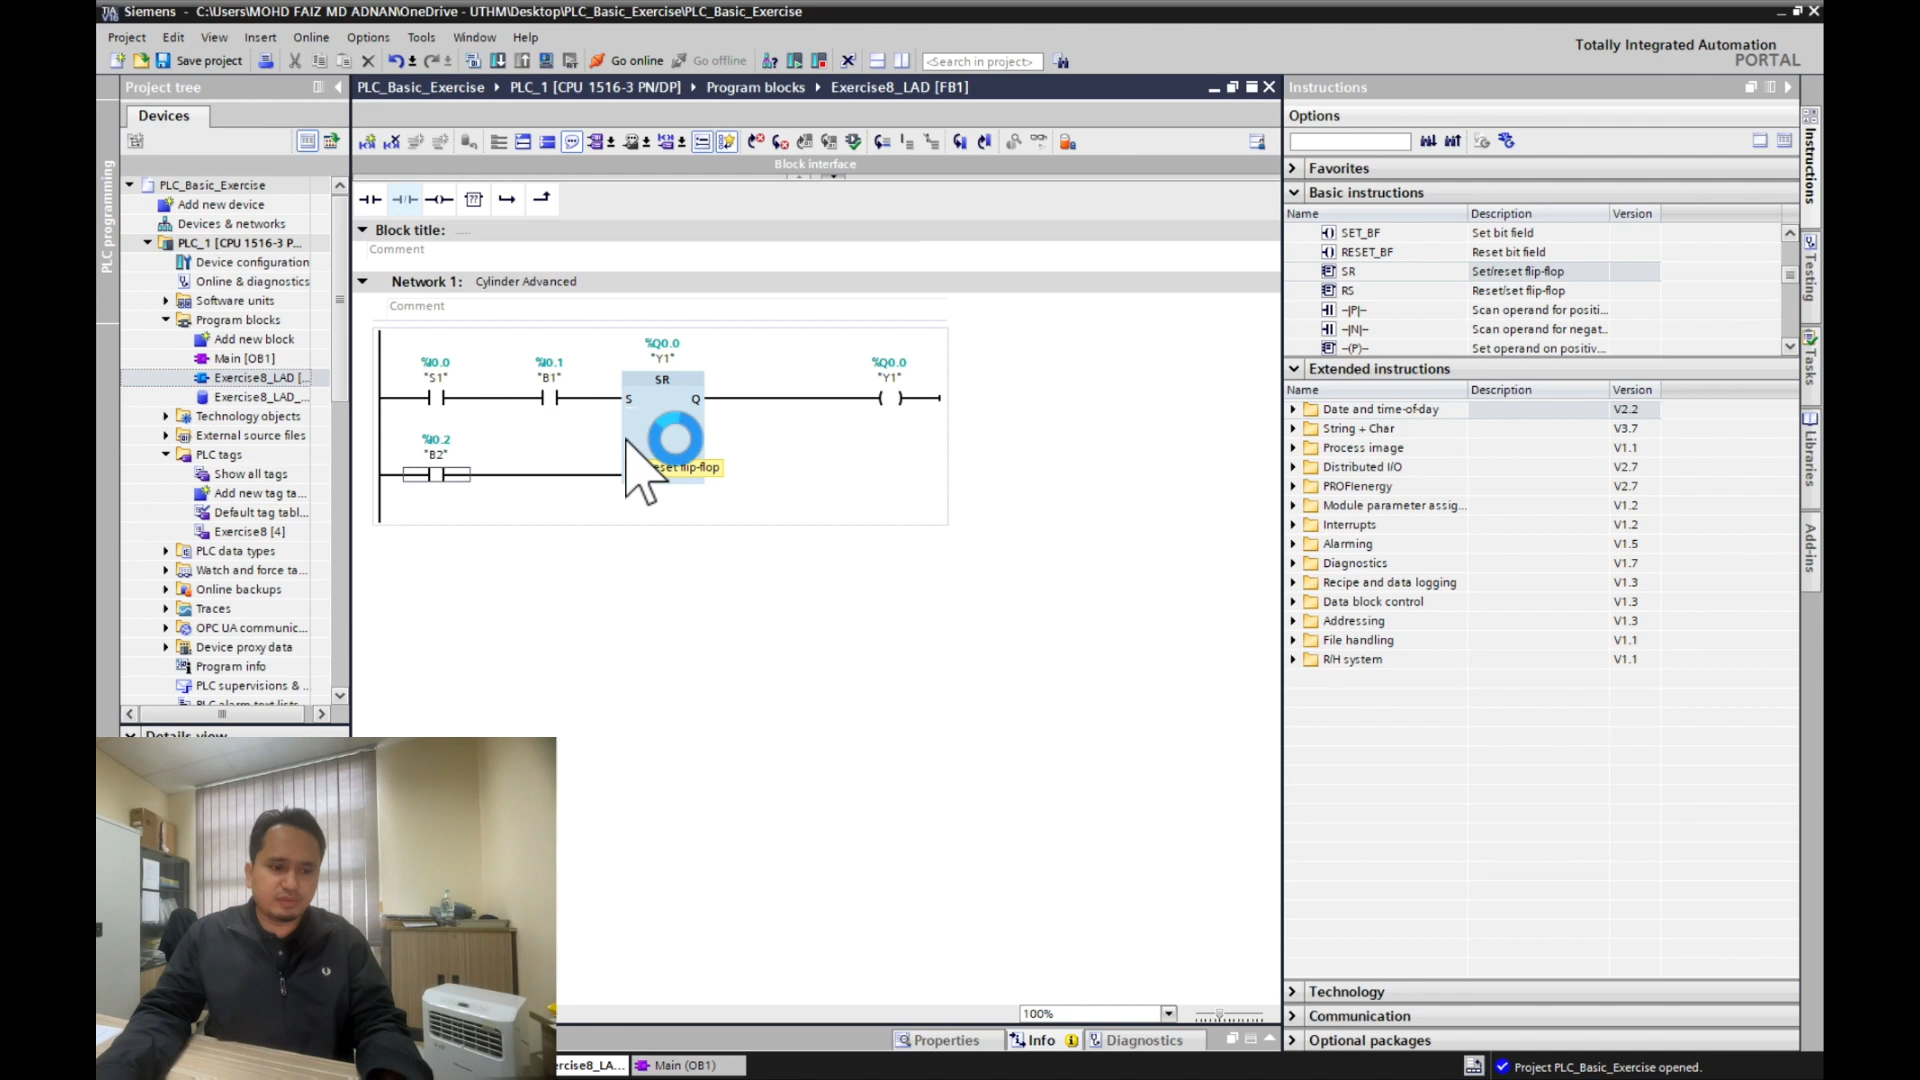 Siemens - C:\Users\MOHD FAIZ MD ADNAN\OneDrive - UTHM\Desktop\PLC_Basic_Exercise\PLC_Basic_Exercise
Project Edit View Insert Online Options Tools Window Help
Totally Integrated Automation
PORTAL
Save project
Go online
Go offline
<Search in project>
Project tree
Devices
PLC programming
PLC_Basic_Exercise
Add new device
Devices & networks
PLC_1 [CPU 1516-3 P...
Device configuration
Online & diagnostics
Software units
Program blocks
Add new block
Main [OB1]
Exercise8_LAD [...
Exercise8_LAD_...
Technology objects
External source files
PLC tags
Show all tags
Add new tag ta...
Default tag tabl...
Exercise8 [4]
PLC data types
Watch and force ta...
Online backups
Traces
OPC UA communic...
Device proxy data
Program info
PLC supervisions & ...
PLC alarm text lists
Details view
PLC_Basic_Exercise PLC_1 [CPU 1516-3 PN/DP] Program blocks Exercise8_LAD [FB1]
Block interface
Block title: .....
Comment
Network 1: Cylinder Advanced
Comment
%Q0.0
"Y1"
%I0.0
"S1"
%I0.1
"B1"
SR
S Q
%Q0.0
"Y1"
%I0.2
"B2"
eset flip-flop
100%
Properties Info Diagnostics
ercise8_LA... Main (OB1)
Project PLC_Basic_Exercise opened.
Instructions
Options
Favorites
Basic instructions
Name Description Version
SET_BF Set bit field
RESET_BF Reset bit field
SR Set/reset flip-flop
RS Reset/set flip-flop
-|P|- Scan operand for positi...
-|N|- Scan operand for negat..
-(P)- Set operand on positiv...
Extended instructions
Name Description Version
Date and time-of-day V2.2
String + Char V3.7
Process image V1.1
Distributed I/O V2.7
PROFIenergy V2.7
Module parameter assig... V1.2
Interrupts V1.2
Alarming V1.5
Diagnostics V1.7
Recipe and data logging V1.3
Data block control V1.3
Addressing V1.3
File handling V1.1
R/H system V1.1
Technology
Communication
Optional packages
Instructions
Testing
Tasks
Libraries
Add-ins